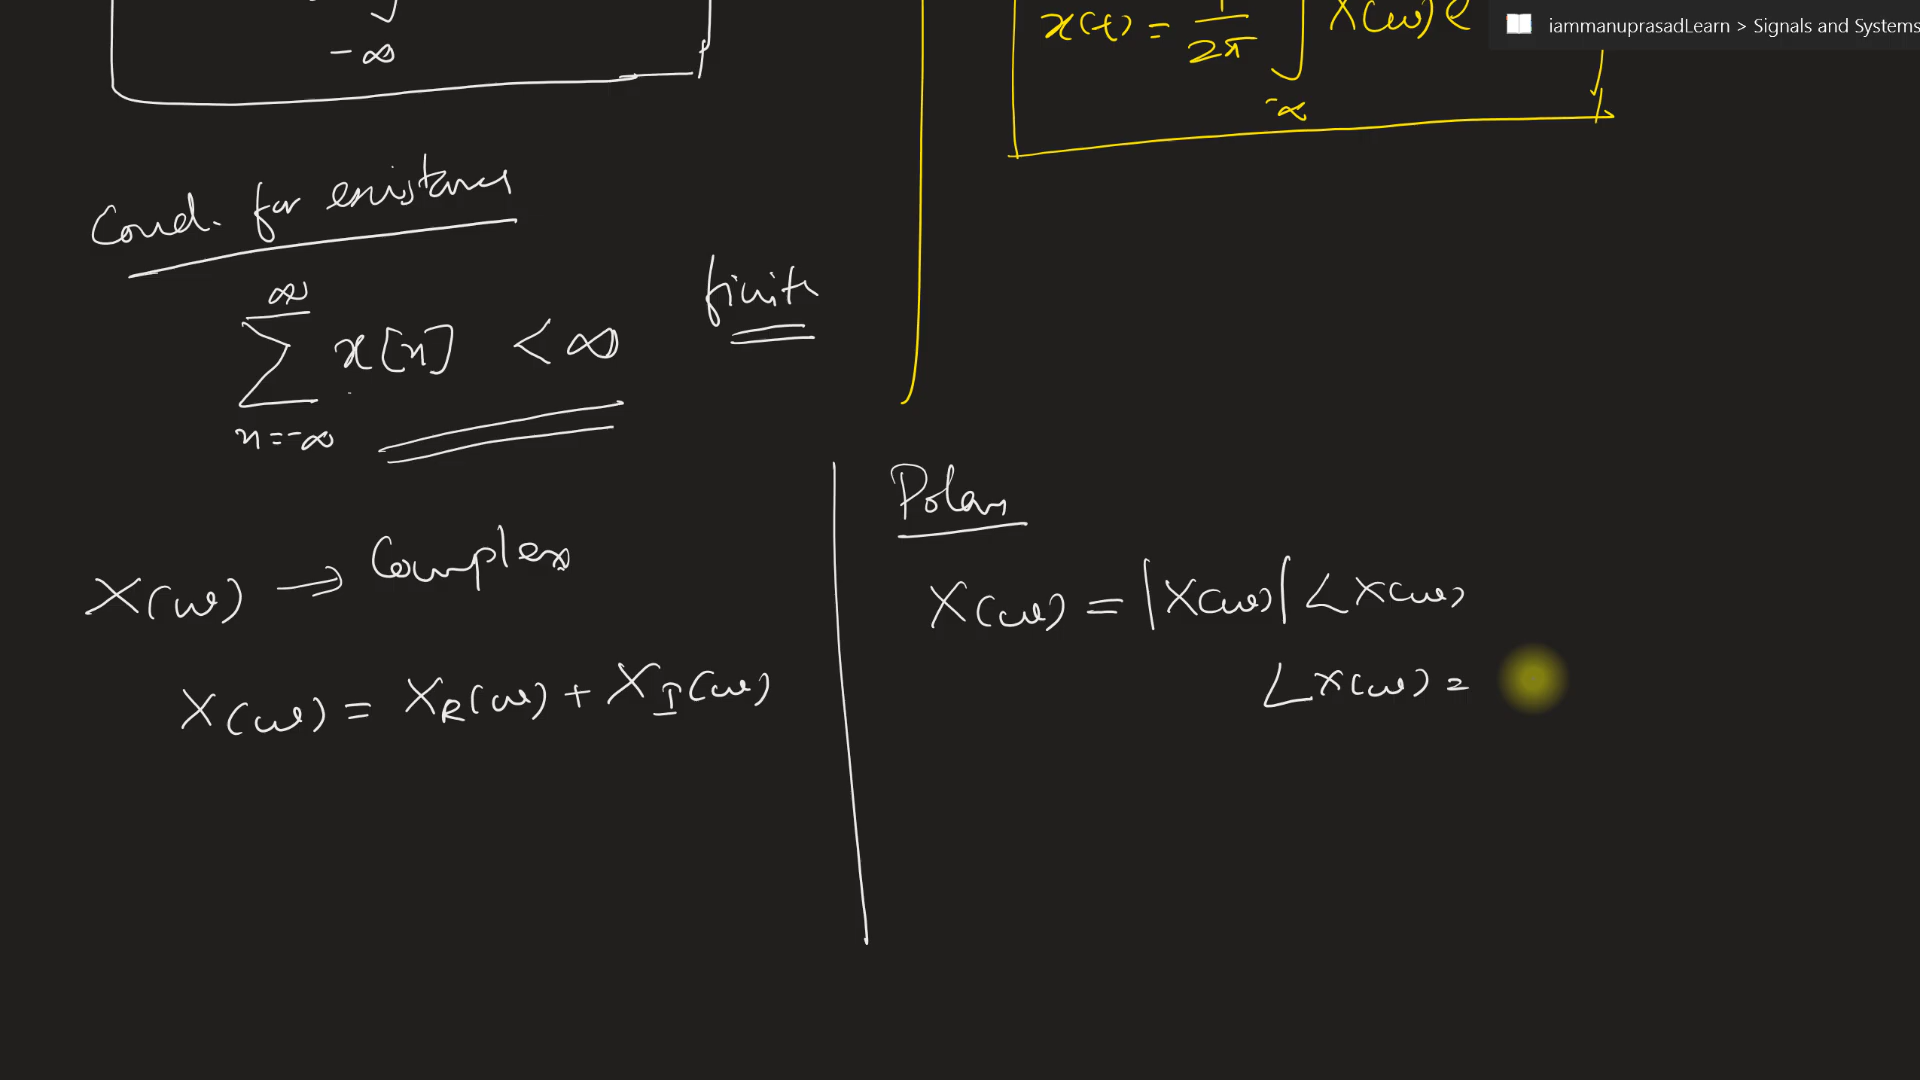 -∞
x(t) = 1/2π ∫ X(ω) e
-∞
iammanuprasadLearn > Signals and Systems
Cond. for existence
∞
∑ x[n] < ∞ finite
n=-∞
X(ω) → Complex
X(ω) = X_R(ω) + X_I(ω)
Polar
X(ω) = |X(ω)| ∠X(ω)
∠X(ω) =